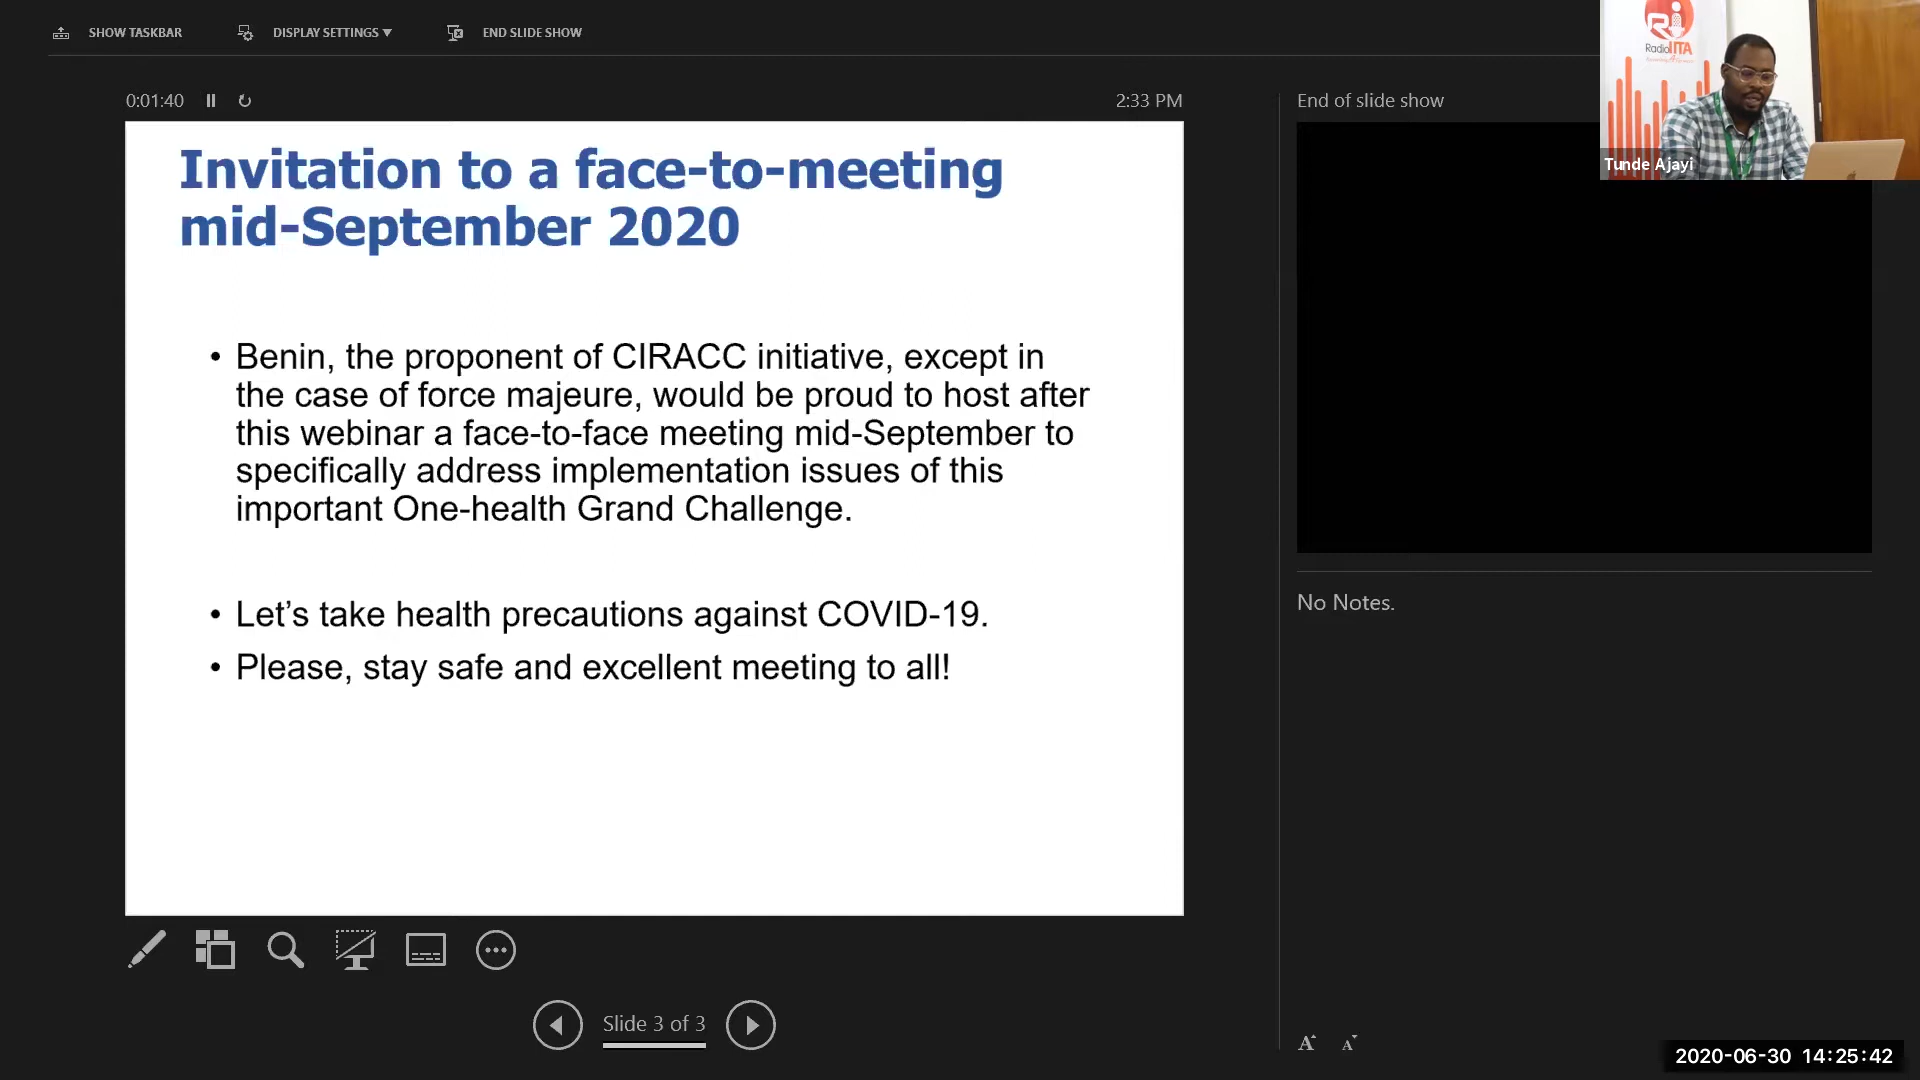 SHOW TASKBAR
DISPLAY SETTINGS ▼
END SLIDE SHOW
0:01:40
2:33 PM
End of slide show
Invitation to a face-to-meeting
mid-September 2020
• Benin, the proponent of CIRACC initiative, except in
the case of force majeure, would be proud to host after
this webinar a face-to-face meeting mid-September to
specifically address implementation issues of this
important One-health Grand Challenge.
• Let’s take health precautions against COVID-19.
• Please, stay safe and excellent meeting to all!
Radio IITA
Tunde Ajayi
No Notes.
Slide 3 of 3
A A
2020-06-30 14:25:42